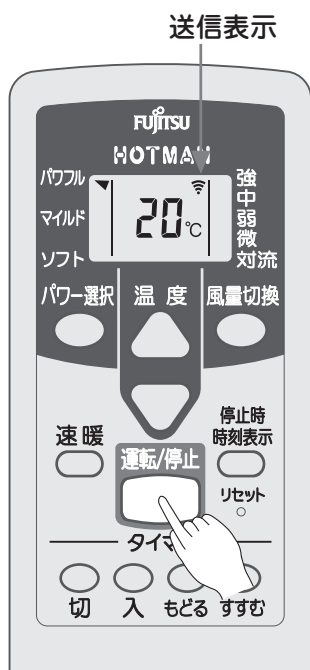 送信表示
FUJITSU
HOTMAN
パワフル
マイルド
ソフト
20℃
強
中
弱
微
対流
パワー選択
温度
風量切換
速暖
運転/停止
停止時
時刻表示
リセット
タイマ
切
入
もどる
すすむ